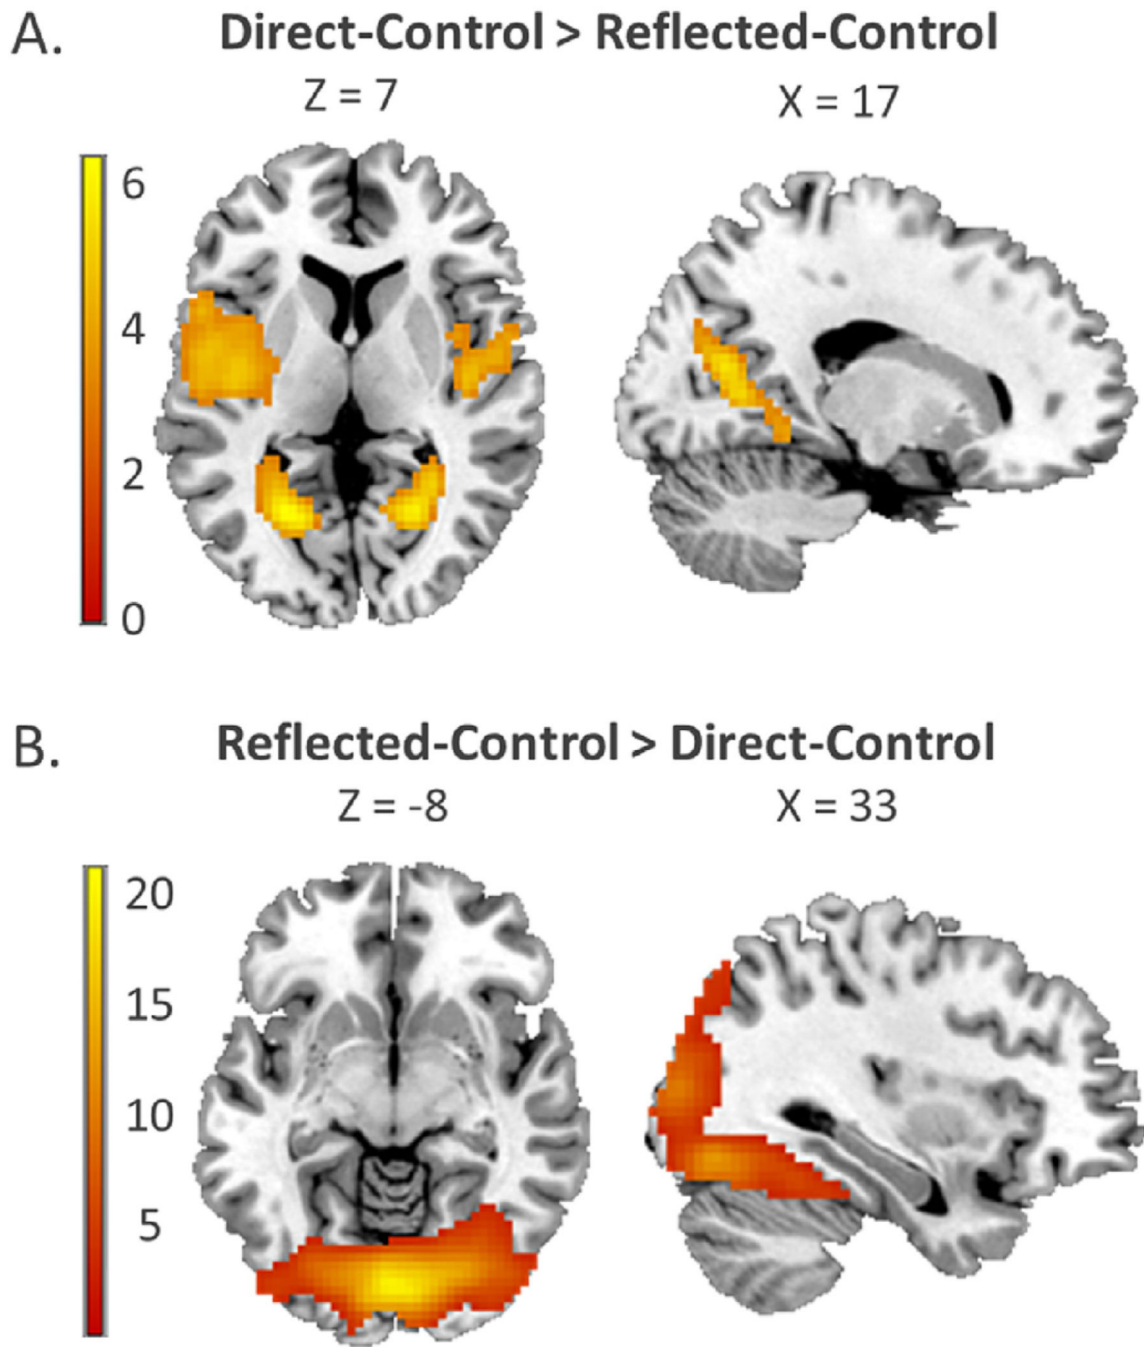 A.
Direct-Control > Reflected-Control
Z = 7
X = 17
6
4
2
0
B.
Reflected-Control > Direct-Control
Z = -8
X = 33
20
15
10
5